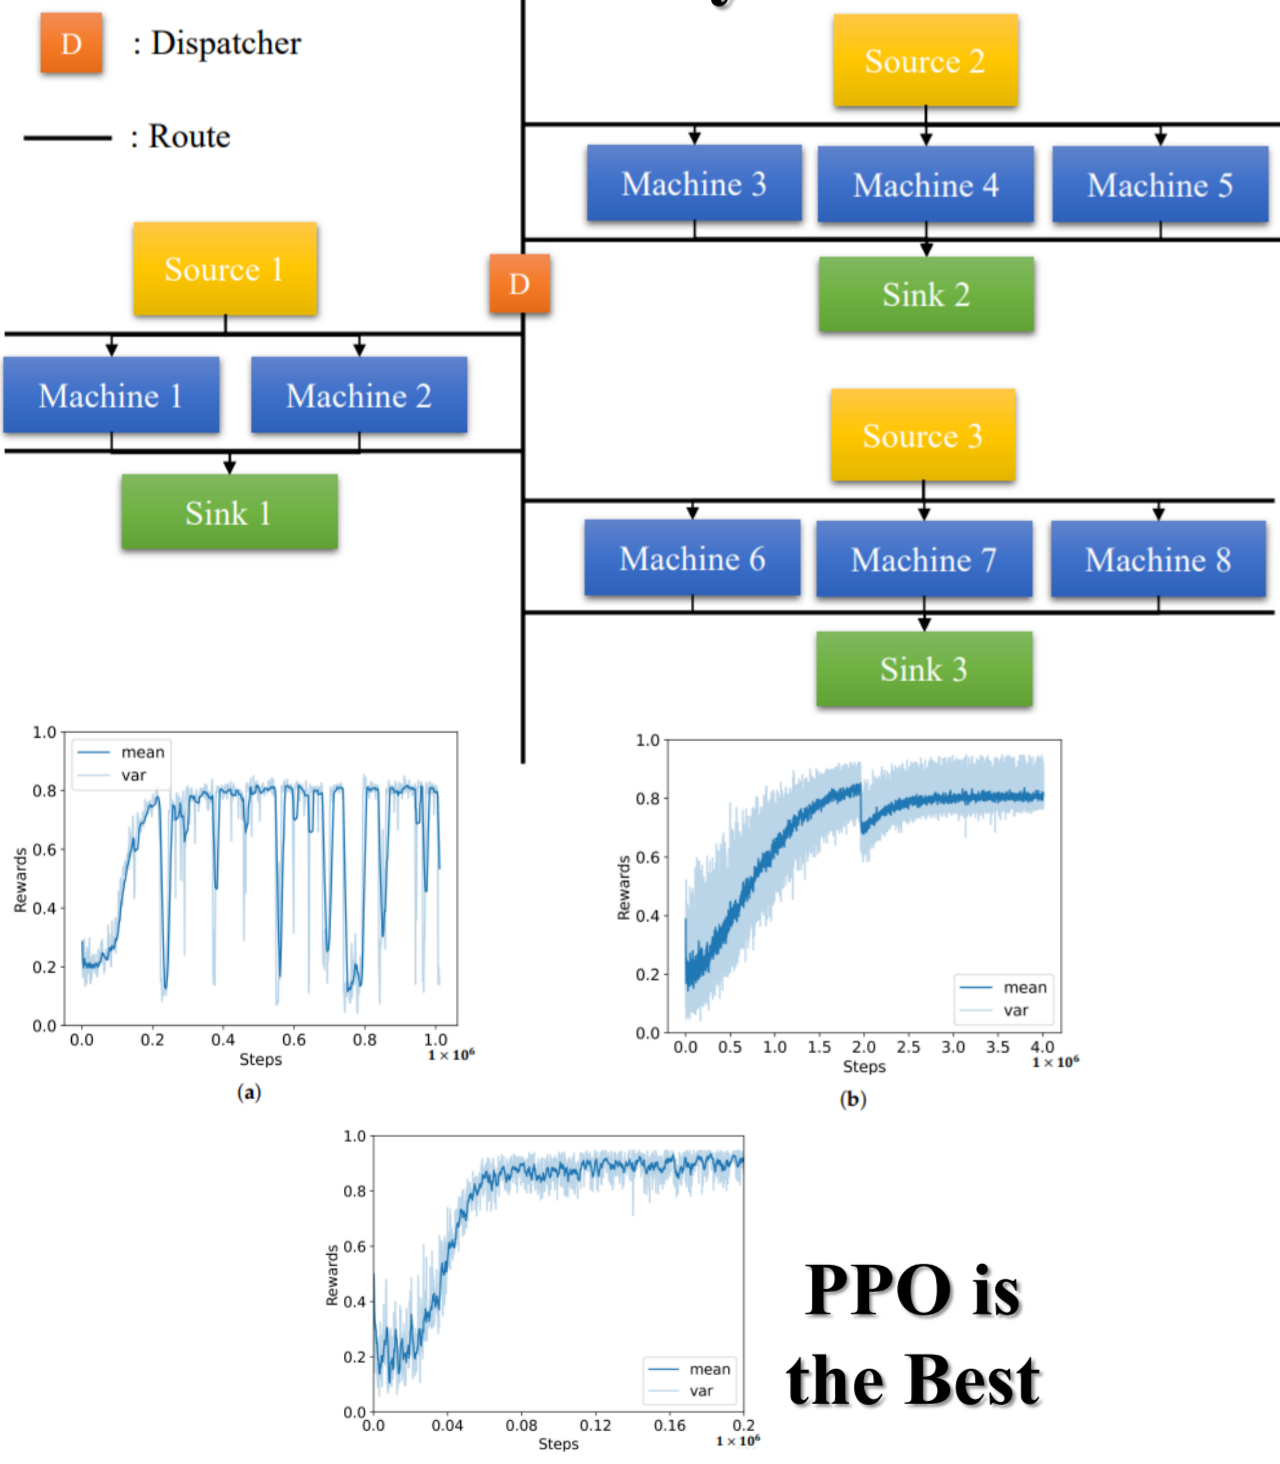 D : Dispatcher
: Route
Source 2
Machine 3 Machine 4 Machine 5
Sink 2
Source 1
D
Machine 1 Machine 2
Sink 1
Source 3
Machine 6 Machine 7 Machine 8
Sink 3
1.0
0.8
0.6
0.4
0.2
0.0
Rewards
mean
var
0.0 0.2 0.4 0.6 0.8 1.0
Steps
1 × 10⁶
(a)
1.0
0.8
0.6
0.4
0.2
0.0
Rewards
mean
var
0.0 0.5 1.0 1.5 2.0 2.5 3.0 3.5 4.0
Steps
1 × 10⁶
(b)
1.0
0.8
0.6
0.4
0.2
0.0
Rewards
mean
var
0.0 0.04 0.08 0.12 0.16 0.2
Steps
1 × 10⁶
PPO is
the Best